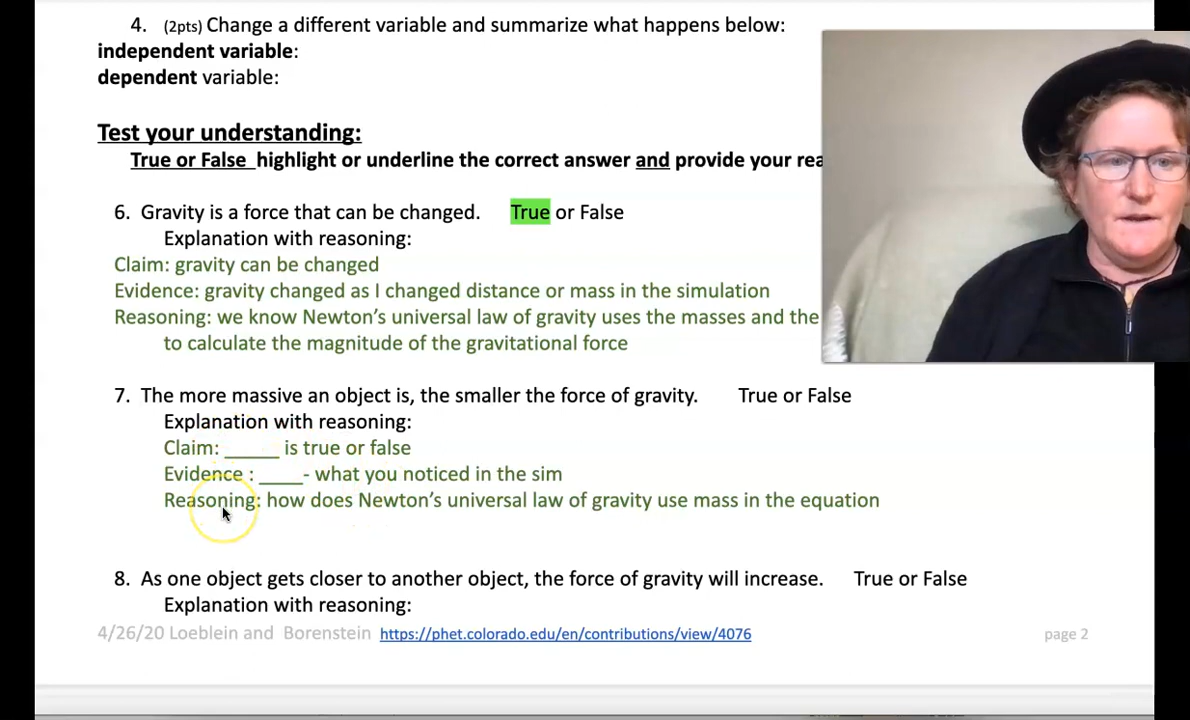 4. (2pts) Change a different variable and summarize what happens below:
independent variable:
dependent variable:
Test your understanding:
True or False highlight or underline the correct answer and provide your
6. Gravity is a force that can be changed. True or False
Explanation with reasoning:
Claim: gravity can be changed
Evidence: gravity changed as I changed distance or mass in the simulation
Reasoning: we know Newton's universal law of gravity uses the masses and the
to calculate the magnitude of the gravitational force
7. The more massive an object is, the smaller the force of gravity. True or False
Explanation with reasoning:
Claim: _____ is true or false
Evidence : ____- what you noticed in the sim
Reasoning: how does Newton's universal law of gravity use mass in the equation
8. As one object gets closer to another object, the force of gravity will increase. True or False
Explanation with reasoning:
4/26/20 Loeblein and Borenstein https://phet.colorado.edu/en/contributions/view/4076 page 2